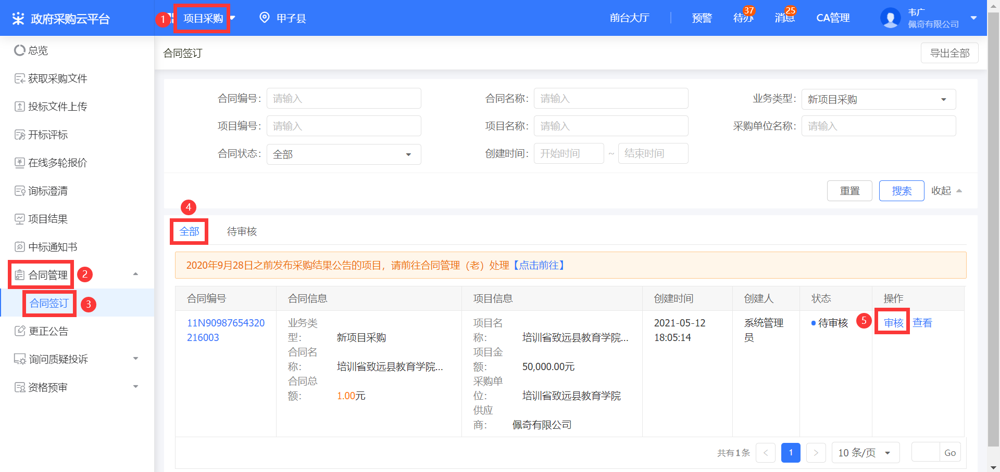 政府采购云平台
1
项目采购
甲子县
前台大厅
预警
待办
37
消息
25
CA管理
韦广
佩奇有限公司
总览
获取采购文件
投标文件上传
开标评标
在线多轮报价
询标澄清
项目结果
中标通知书
合同管理
2
合同签订
3
更正公告
询问质疑投诉
资格预审
合同签订
导出全部
合同编号：
请输入
合同名称：
请输入
业务类型：
新项目采购
项目编号：
请输入
项目名称：
请输入
采购单位名称：
请输入
合同状态：
全部
创建时间：
开始时间
~
结束时间
重置
搜索
收起
4
全部
待审核
2020年9月28日之前发布采购结果公告的项目，请前往合同管理（老）处理【点击前往】
合同编号
合同信息
项目信息
创建时间
创建人
状态
操作
11N90987654320
216003
业务类
型：
新项目采购
合同名
称：
培训省致远县教育学院...
合同总
额：
1.00元
项目名
称：
培训省致远县教育学院...
项目金
额：
50,000.00元
采购单
位：
培训省致远县教育学院
供应
商：
佩奇有限公司
2021-05-12
18:05:14
系统管理
员
待审核
5
审核
查看
共有1条
<
1
>
10 条/页
Go